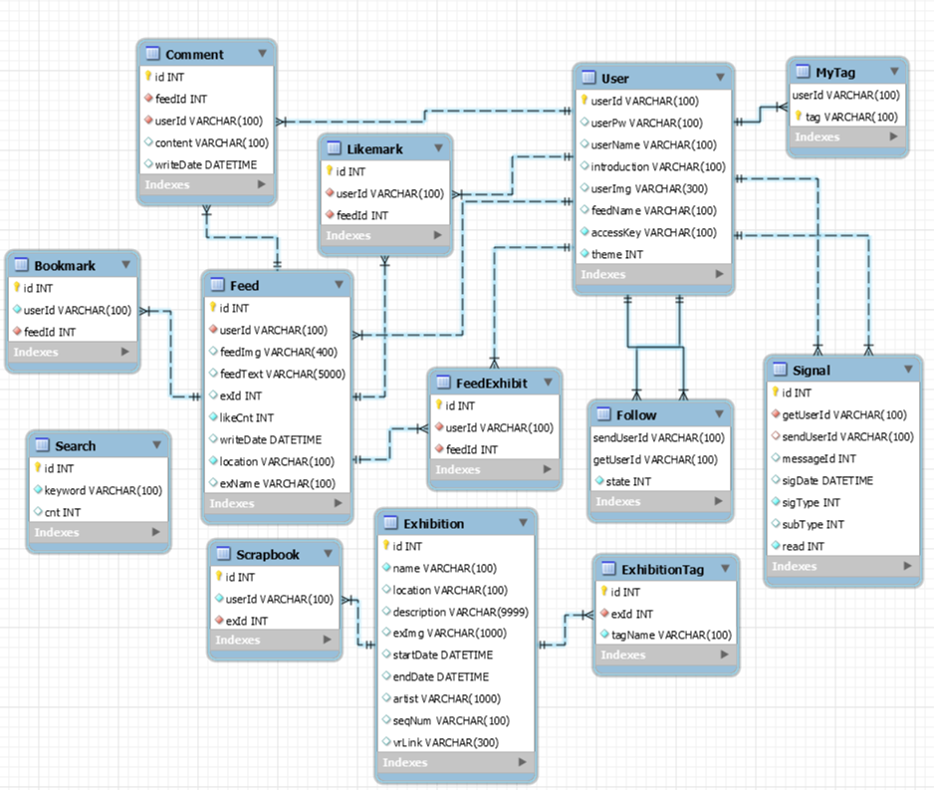 Comment
id INT
feedId INT
userId VARCHAR(100)
content VARCHAR(100)
writeDate DATETIME
Indexes
Likemark
id INT
userId VARCHAR(100)
feedId INT
Indexes
User
userId VARCHAR(100)
userPw VARCHAR(100)
userName VARCHAR(100)
introduction VARCHAR(100)
userImg VARCHAR(300)
feedName VARCHAR(100)
accessKey VARCHAR(100)
theme INT
Indexes
MyTag
userId VARCHAR(100)
tag VARCHAR(100)
Indexes
Bookmark
id INT
userId VARCHAR(100)
feedId INT
Indexes
Feed
id INT
userId VARCHAR(100)
feedImg VARCHAR(400)
feedText VARCHAR(5000)
exId INT
likeCnt INT
writeDate DATETIME
location VARCHAR(100)
exName VARCHAR(100)
Indexes
FeedExhibit
id INT
userId VARCHAR(100)
feedId INT
Indexes
Follow
sendUserId VARCHAR(100)
getUserId VARCHAR(100)
state INT
Indexes
Signal
id INT
getUserId VARCHAR(100)
sendUserId VARCHAR(100)
messageId INT
sigDate DATETIME
sigType INT
subType INT
read INT
Indexes
Search
id INT
keyword VARCHAR(100)
cnt INT
Indexes
Scrapbook
id INT
userId VARCHAR(100)
exId INT
Indexes
Exhibition
id INT
name VARCHAR(100)
location VARCHAR(100)
description VARCHAR(9999)
exImg VARCHAR(1000)
startDate DATETIME
endDate DATETIME
artist VARCHAR(1000)
seqNum VARCHAR(100)
vrLink VARCHAR(300)
Indexes
ExhibitionTag
id INT
exId INT
tagName VARCHAR(100)
Indexes